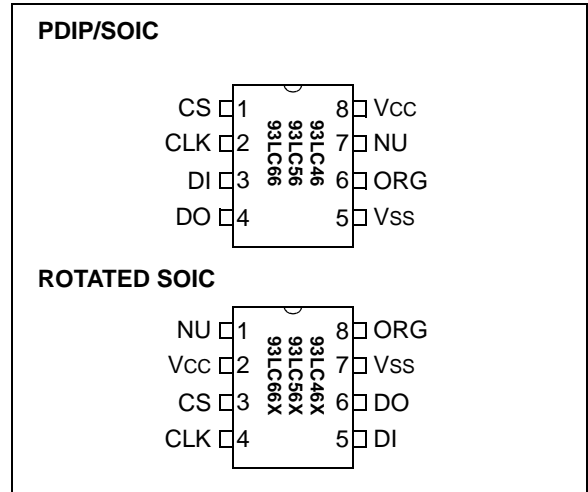 PDIP/SOIC
CS 1 8 Vcc
CLK 2 7 NU
DI 3 6 ORG
DO 4 5 Vss
93LC46
93LC56
93LC66
ROTATED SOIC
NU 1 8 ORG
Vcc 2 7 Vss
CS 3 6 DO
CLK 4 5 DI
93LC46X
93LC56X
93LC66X